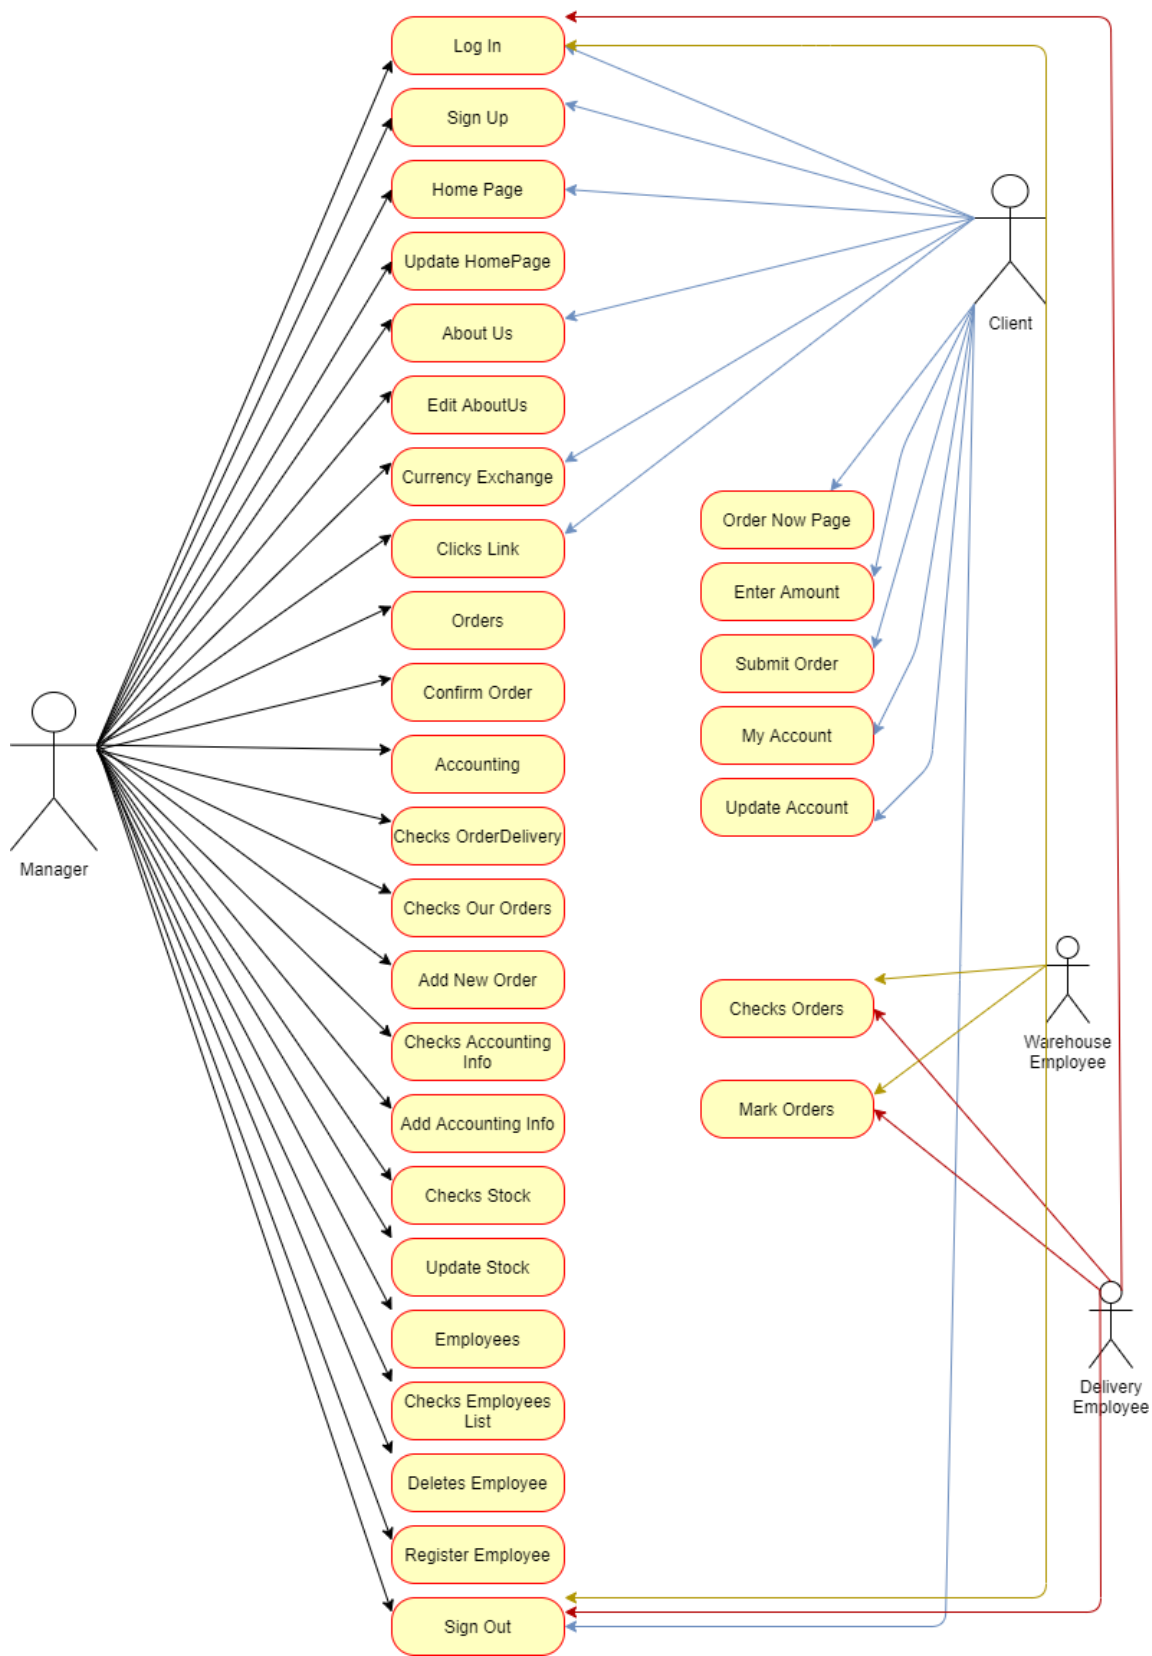 Log In
Sign Up
Home Page
Update HomePage
About Us
Edit AboutUs
Currency Exchange
Clicks Link
Orders
Confirm Order
Accounting
Checks OrderDelivery
Checks Our Orders
Add New Order
Checks Accounting
Info
Add Accounting Info
Checks Stock
Update Stock
Employees
Checks Employees
List
Deletes Employee
Register Employee
Sign Out
Manager
Client
Order Now Page
Enter Amount
Submit Order
My Account
Update Account
Checks Orders
Mark Orders
Warehouse
Employee
Delivery
Employee